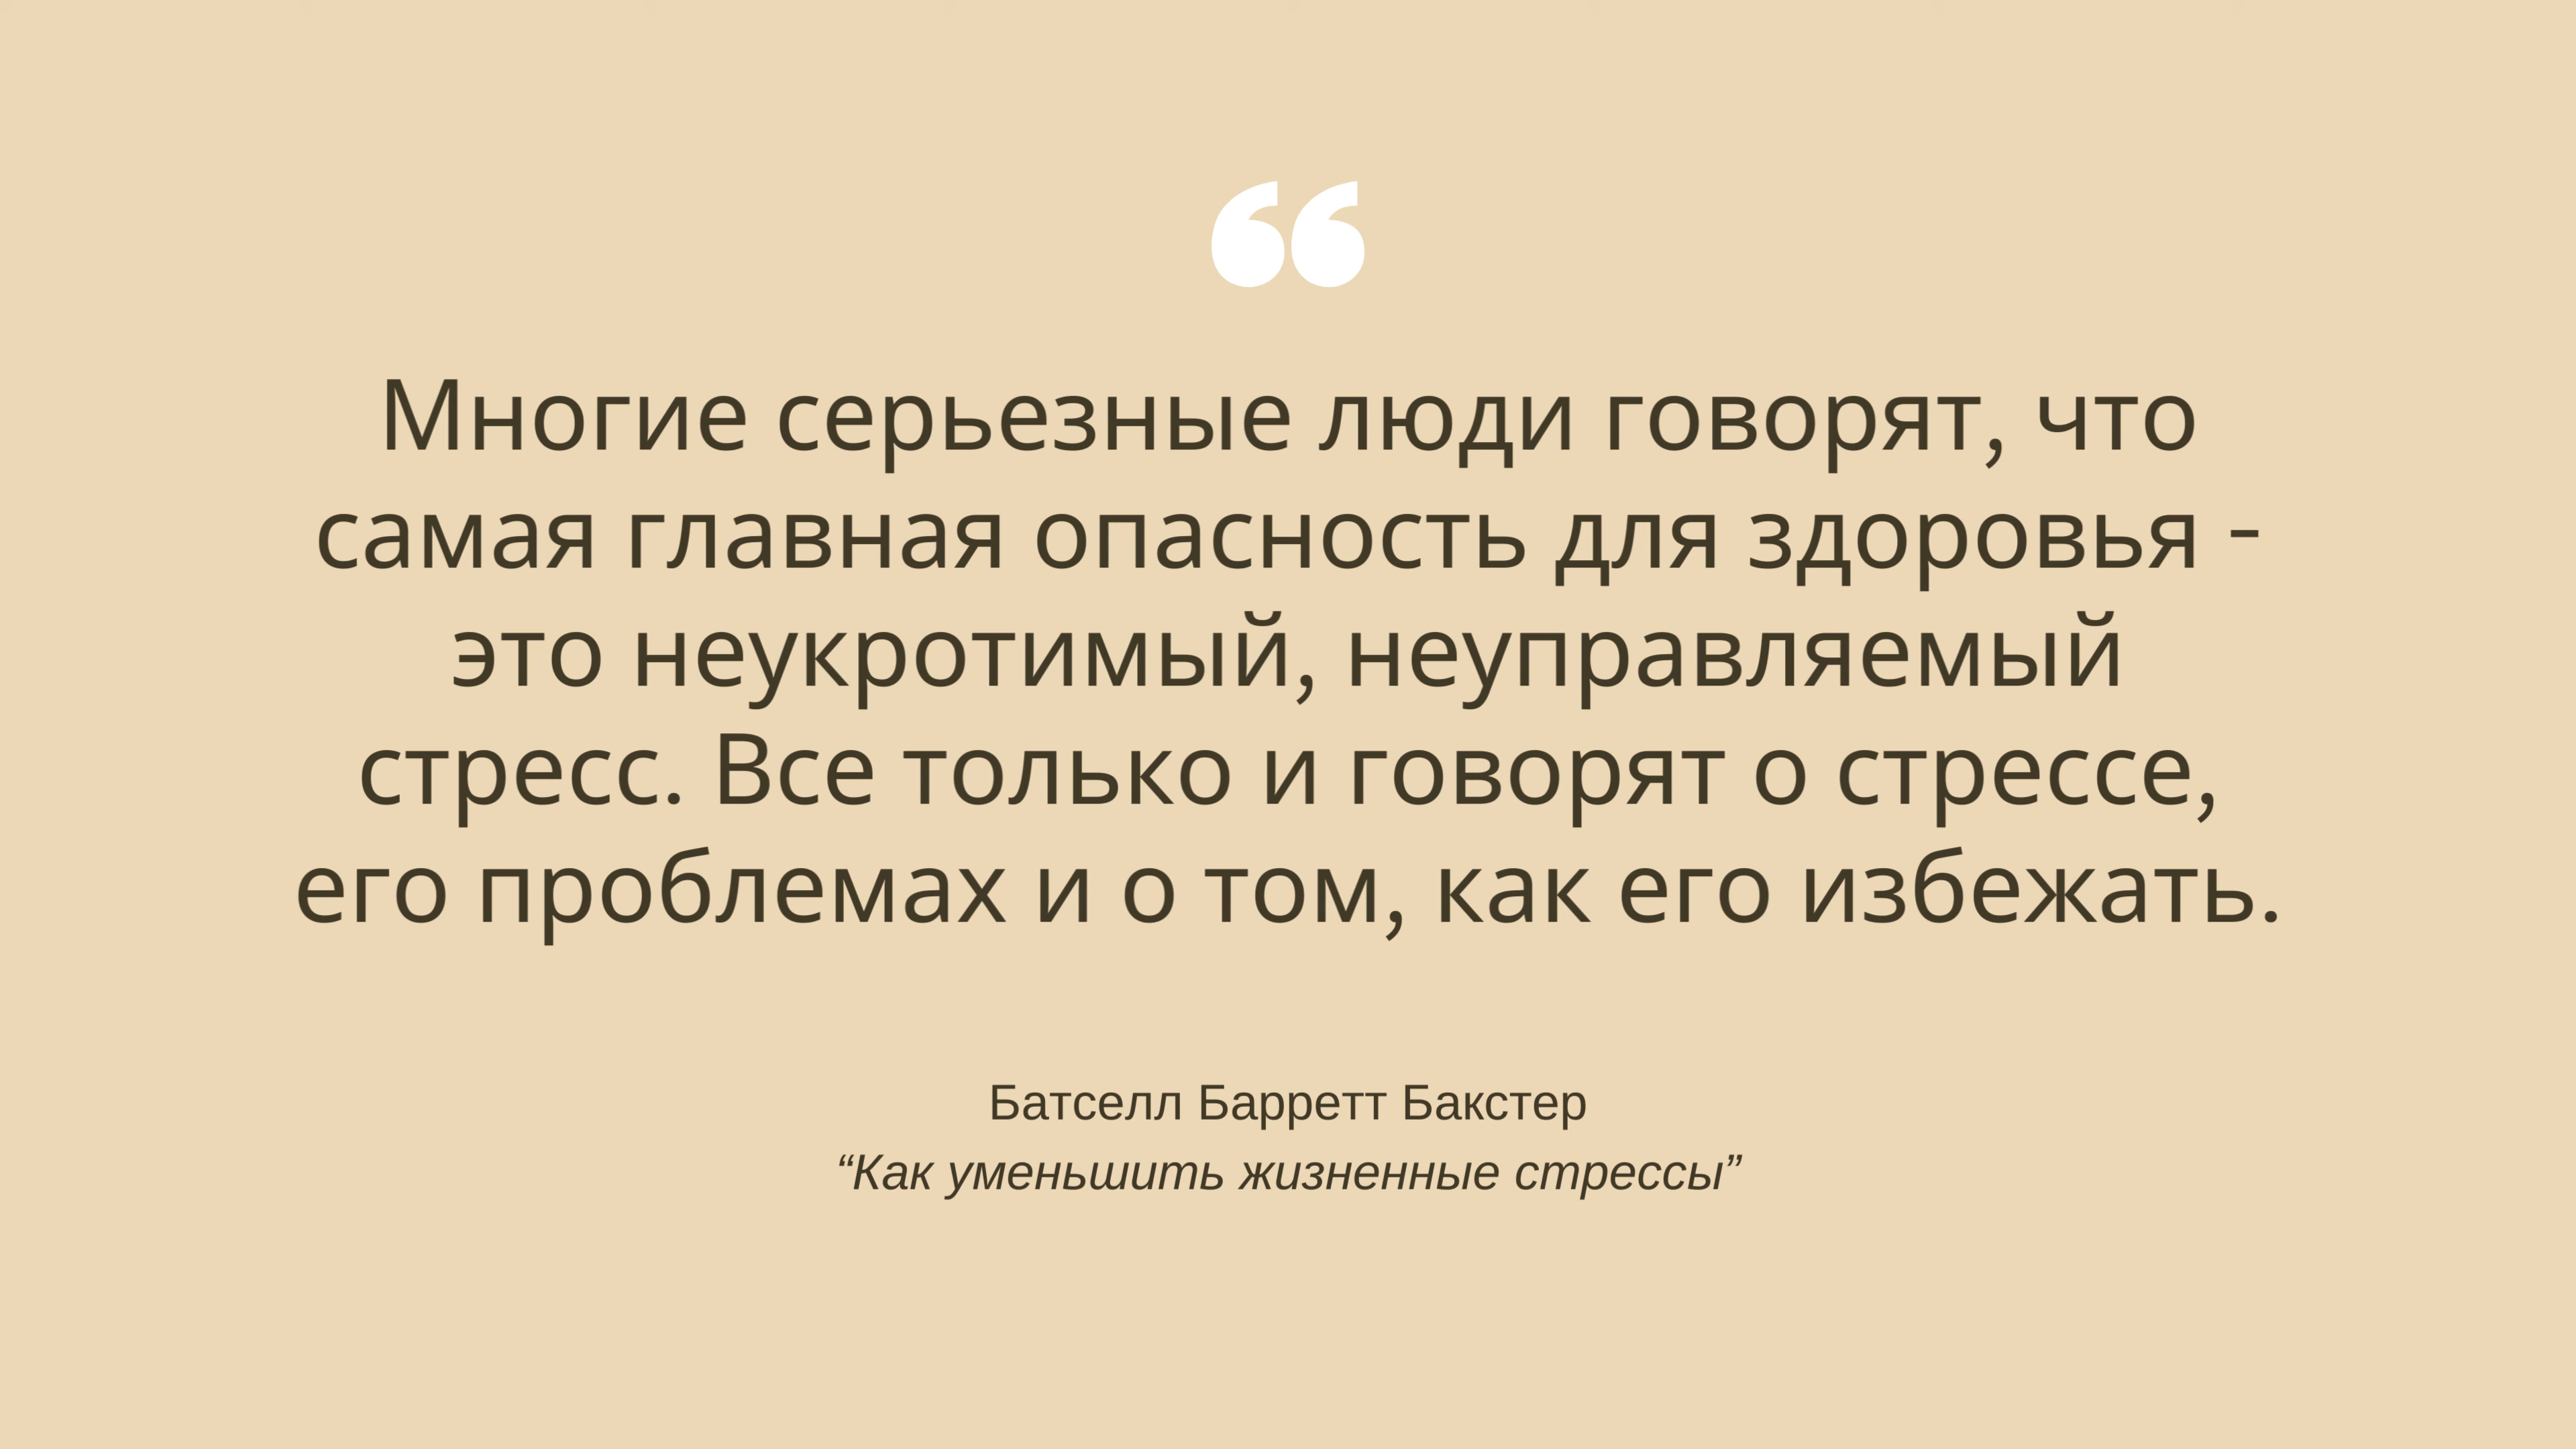 “
Многие серьезные люди говорят, что
самая главная опасность для здоровья -
это неукротимый, неуправляемый
стресс. Все только и говорят о стрессе,
его проблемах и о том, как его избежать.
Батселл Барретт Бакстер
“Как уменьшить жизненные стрессы”